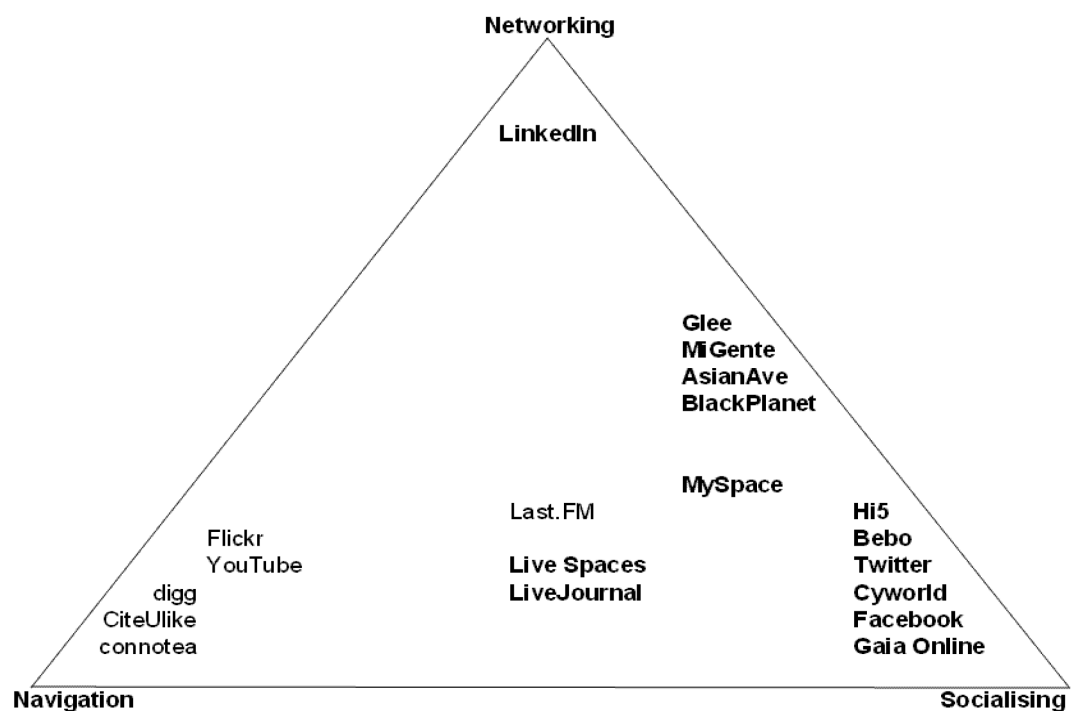 Networking
LinkedIn
Glee
MiGente
AsianAve
BlackPlanet
MySpace
Last.FM
Hi5
Flickr
Bebo
YouTube
Live Spaces
Twitter
digg
LiveJournal
Cyworld
CiteUlike
Facebook
connotea
Gaia Online
Navigation
Socialising